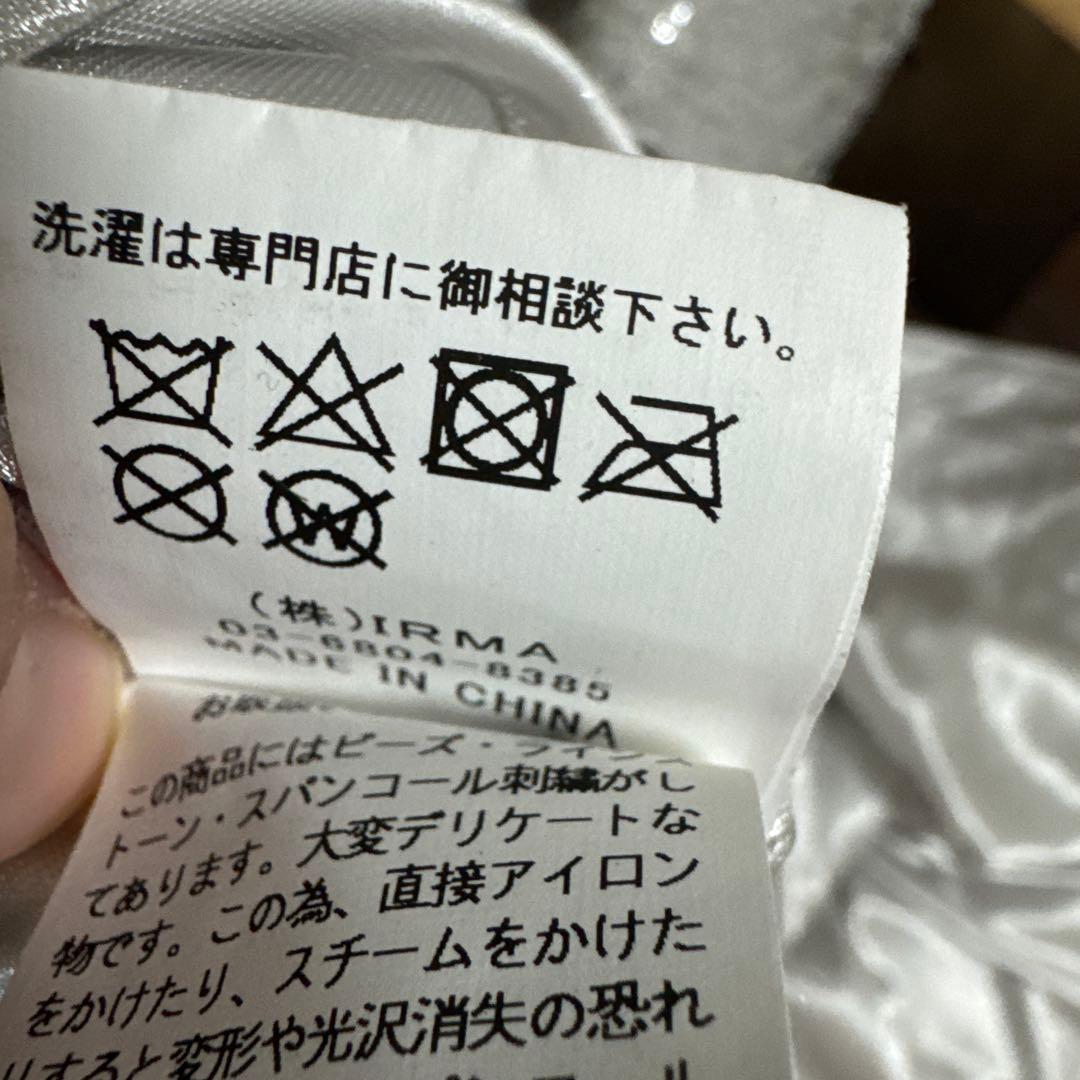 洗濯は専門店に御相談下さい。
W
(株)IRMA
03-6804-8385
MADE IN CHINA
この商品にはビーズ・ライン
トーン・スパンコール刺繍がし
てあります。大変デリケートな
物です。この為、直接アイロン
をかけたり、スチームをかけた
りすると変形や光沢消失の恐れ